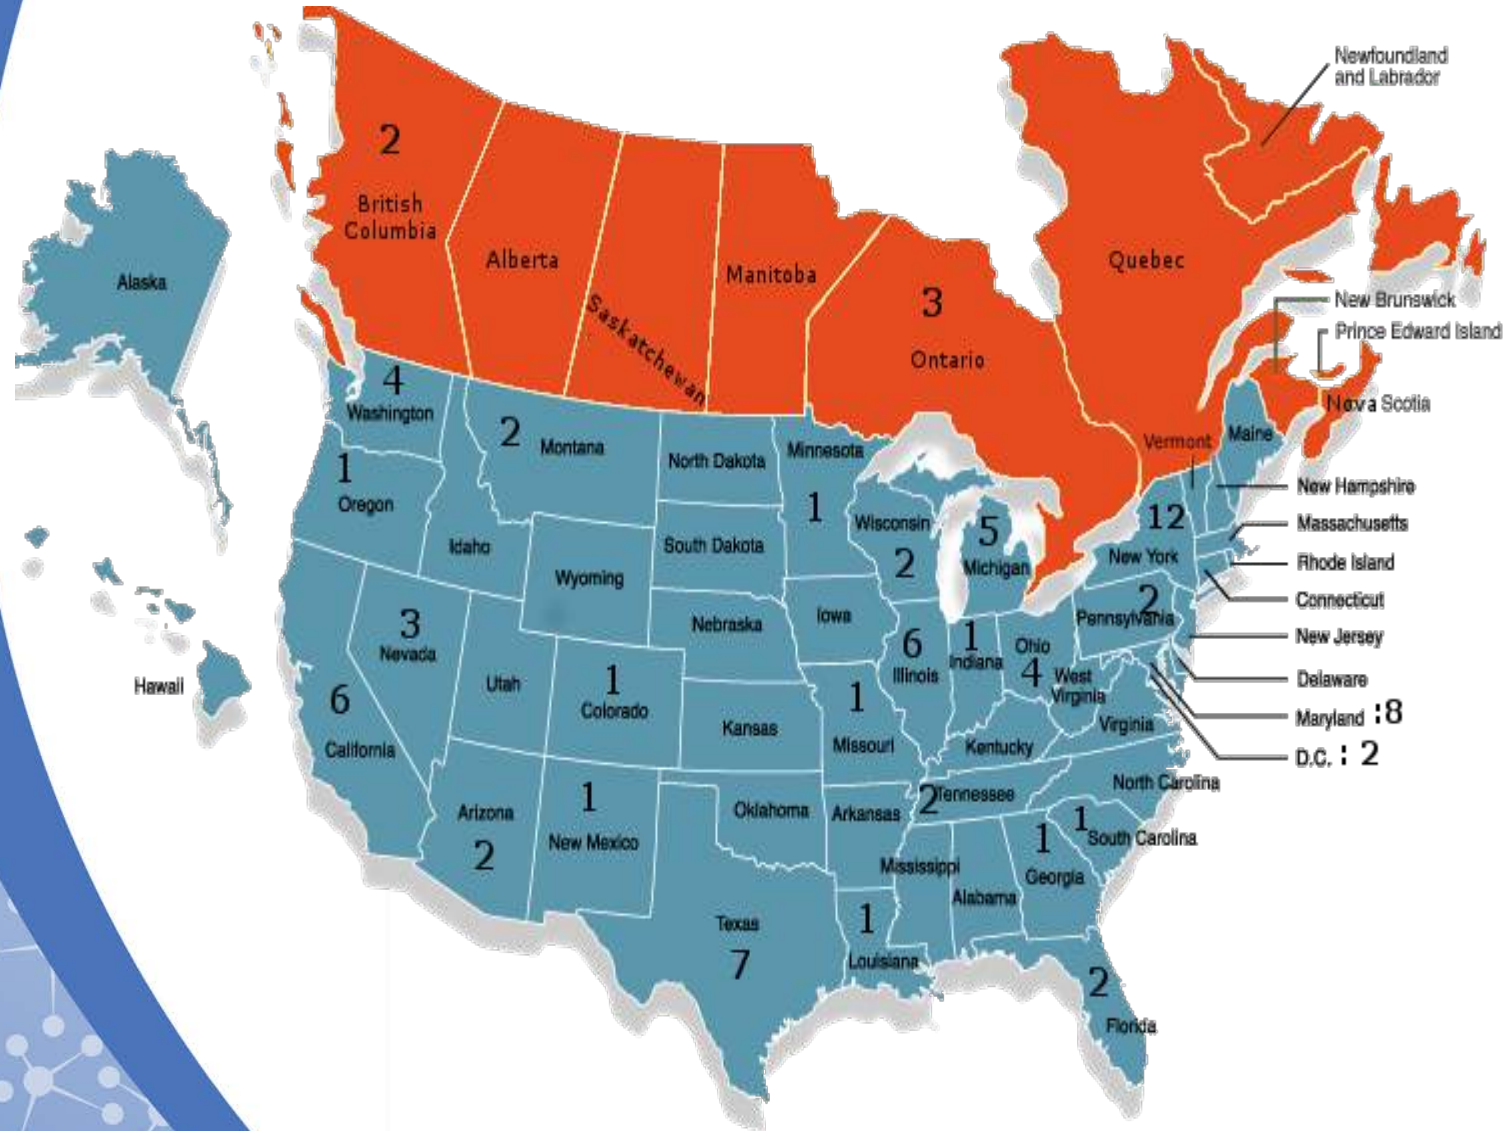 Newfoundland
and Labrador
2
British
Columbia
Alberta
Saskatchewan
Manitoba
3
Ontario
Quebec
New Brunswick
Prince Edward Island
Nova Scotia
Alaska
4
Washington
2
Montana
North Dakota
Minnesota
1
Vermont
Maine
1
Oregon
Idaho
Wyoming
South Dakota
Wisconsin
2
5
Michigan
12
New York
New Hampshire
Massachusetts
Rhode Island
Connecticut
New Jersey
Delaware
Maryland :8
D.C. : 2
Hawaii
3
Nevada
6
California
Utah
1
Colorado
Nebraska
Iowa
Kansas
1
Missouri
6
Illinois
1
Indiana
Ohio
4
2
Pennsylvania
West
Virginia
Virginia
Kentucky
Arizona
2
1
New Mexico
Oklahoma
Arkansas
2
Tennessee
North Carolina
1
South Carolina
1
Georgia
Mississippi
Alabama
Texas
7
1
Louisiana
2
Florida